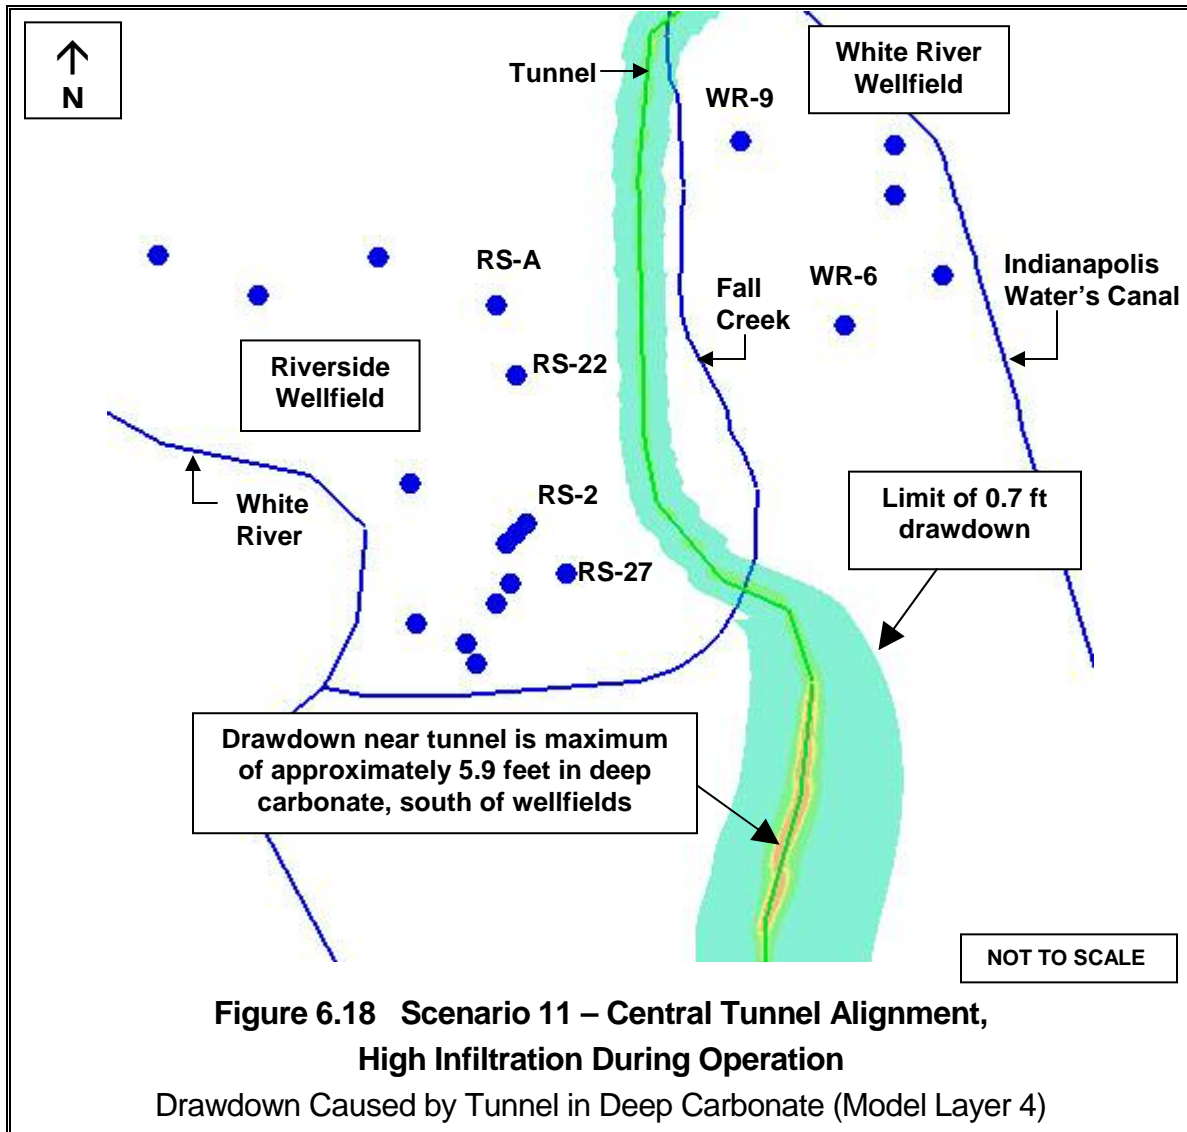 N
Tunnel
White River
Wellfield
WR-9
RS-A
WR-6
Indianapolis
Water's Canal
Fall
Creek
Riverside
Wellfield
RS-22
White
River
RS-2
Limit of 0.7 ft
drawdown
RS-27
Drawdown near tunnel is maximum
of approximately 5.9 feet in deep
carbonate, south of wellfields
NOT TO SCALE
Figure 6.18 Scenario 11 – Central Tunnel Alignment,
High Infiltration During Operation
Drawdown Caused by Tunnel in Deep Carbonate (Model Layer 4)